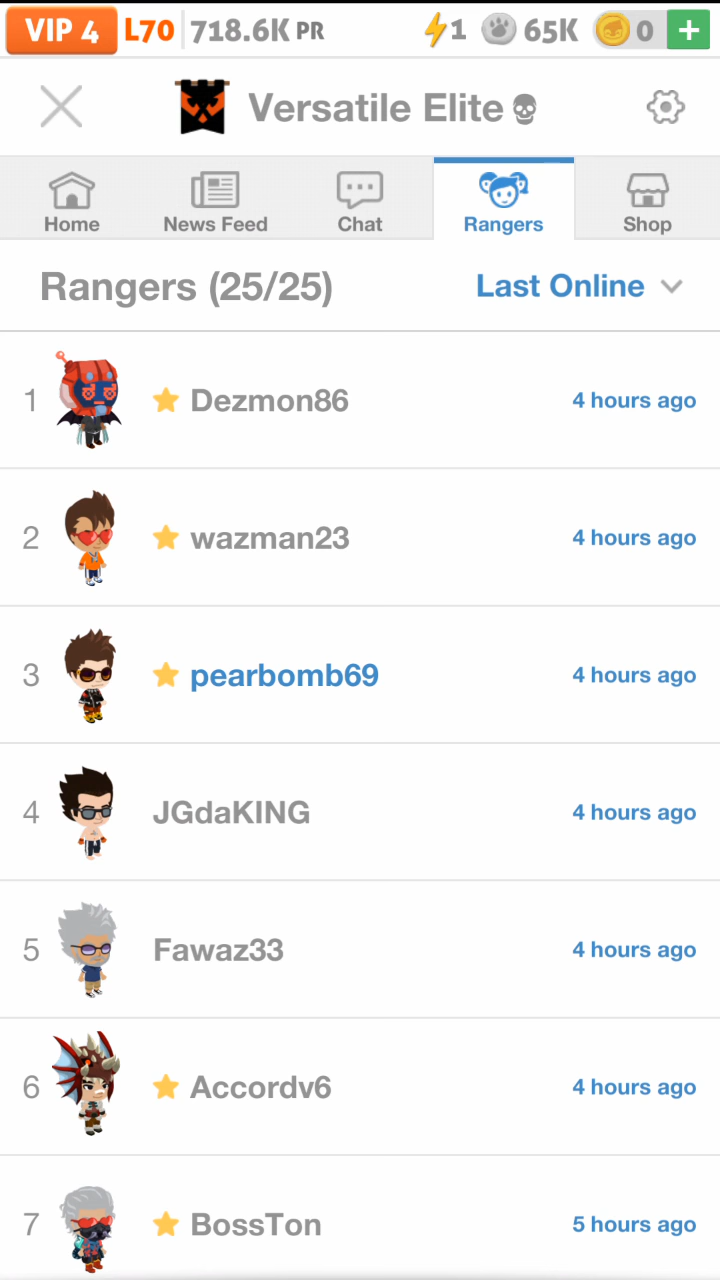 VIP 4 L70 718.6K PR 1 65K 0 +
Versatile Elite
Home News Feed Chat Rangers Shop
Rangers (25/25) Last Online
1 Dezmon86 4 hours ago
2 wazman23 4 hours ago
3 pearbomb69 4 hours ago
4 JGdaKING 4 hours ago
5 Fawaz33 4 hours ago
6 Accordv6 4 hours ago
7 BossTon 5 hours ago